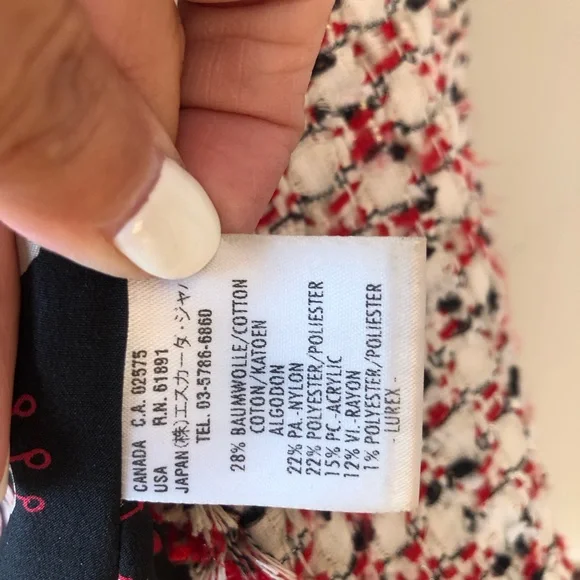 CANADA C.A. 02575
USA R.N. 61891
JAPAN (株)エスカーダ・ジャパ
TEL. 03-5786-6860
28% BAUMWOLLE/COTTON
COTON/KATOEN
ALGODON
22% PA.-NYLON
22% POLYESTER/POLIESTER
15% PC.-ACRYLIC
12% VI.-RAYON
1% POLYESTER/POLIESTER
- LUREX -